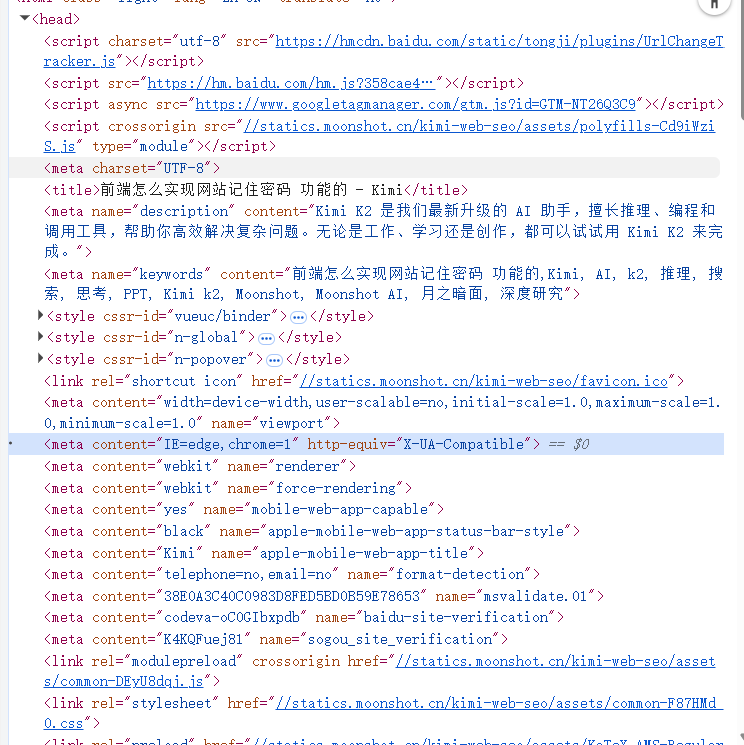 <head>
<script charset="utf-8" src="https://hmcdn.baidu.com/static/tongji/plugins/UrlChangeT
racker.js"></script>
<script src="https://hm.baidu.com/hm.js?358cae4…"></script>
<script async src="https://www.googletagmanager.com/gtm.js?id=GTM-NT26Q3C9"></script>
<script crossorigin src="//statics.moonshot.cn/kimi-web-seo/assets/polyfills-Cd9iWzi
S.js" type="module"></script>
<meta charset="UTF-8">
<title>前端怎么实现网站记住密码 功能的 - Kimi</title>
<meta name="description" content="Kimi K2 是我们最新升级的 AI 助手，擅长推理、编程和
调用工具，帮助你高效解决复杂问题。无论是工作、学习还是创作，都可以试试用 Kimi K2 来完
成。">
<meta name="keywords" content="前端怎么实现网站记住密码 功能的,Kimi, AI, k2, 推理, 搜
索, 思考, PPT, Kimi k2, Moonshot, Moonshot AI, 月之暗面, 深度研究">
<style cssr-id="vueuc/binder">…</style>
<style cssr-id="n-global">…</style>
<style cssr-id="n-popover">…</style>
<link rel="shortcut icon" href="//statics.moonshot.cn/kimi-web-seo/favicon.ico">
<meta content="width=device-width,user-scalable=no,initial-scale=1.0,maximum-scale=1.
0,minimum-scale=1.0" name="viewport">
<meta content="IE=edge,chrome=1" http-equiv="X-UA-Compatible"> == $0
<meta content="webkit" name="renderer">
<meta content="webkit" name="force-rendering">
<meta content="yes" name="mobile-web-app-capable">
<meta content="black" name="apple-mobile-web-app-status-bar-style">
<meta content="Kimi" name="apple-mobile-web-app-title">
<meta content="telephone=no,email=no" name="format-detection">
<meta content="38E0A3C40C0983D8FED5BD0B59E78653" name="msvalidate.01">
<meta content="codeva-oC0GIbxpdb" name="baidu-site-verification">
<meta content="K4KQFuej81" name="sogou_site_verification">
<link rel="modulepreload" crossorigin href="//statics.moonshot.cn/kimi-web-seo/asset
s/common-DEyU8dqj.js">
<link rel="stylesheet" href="//statics.moonshot.cn/kimi-web-seo/assets/common-F87HMd
0.css">